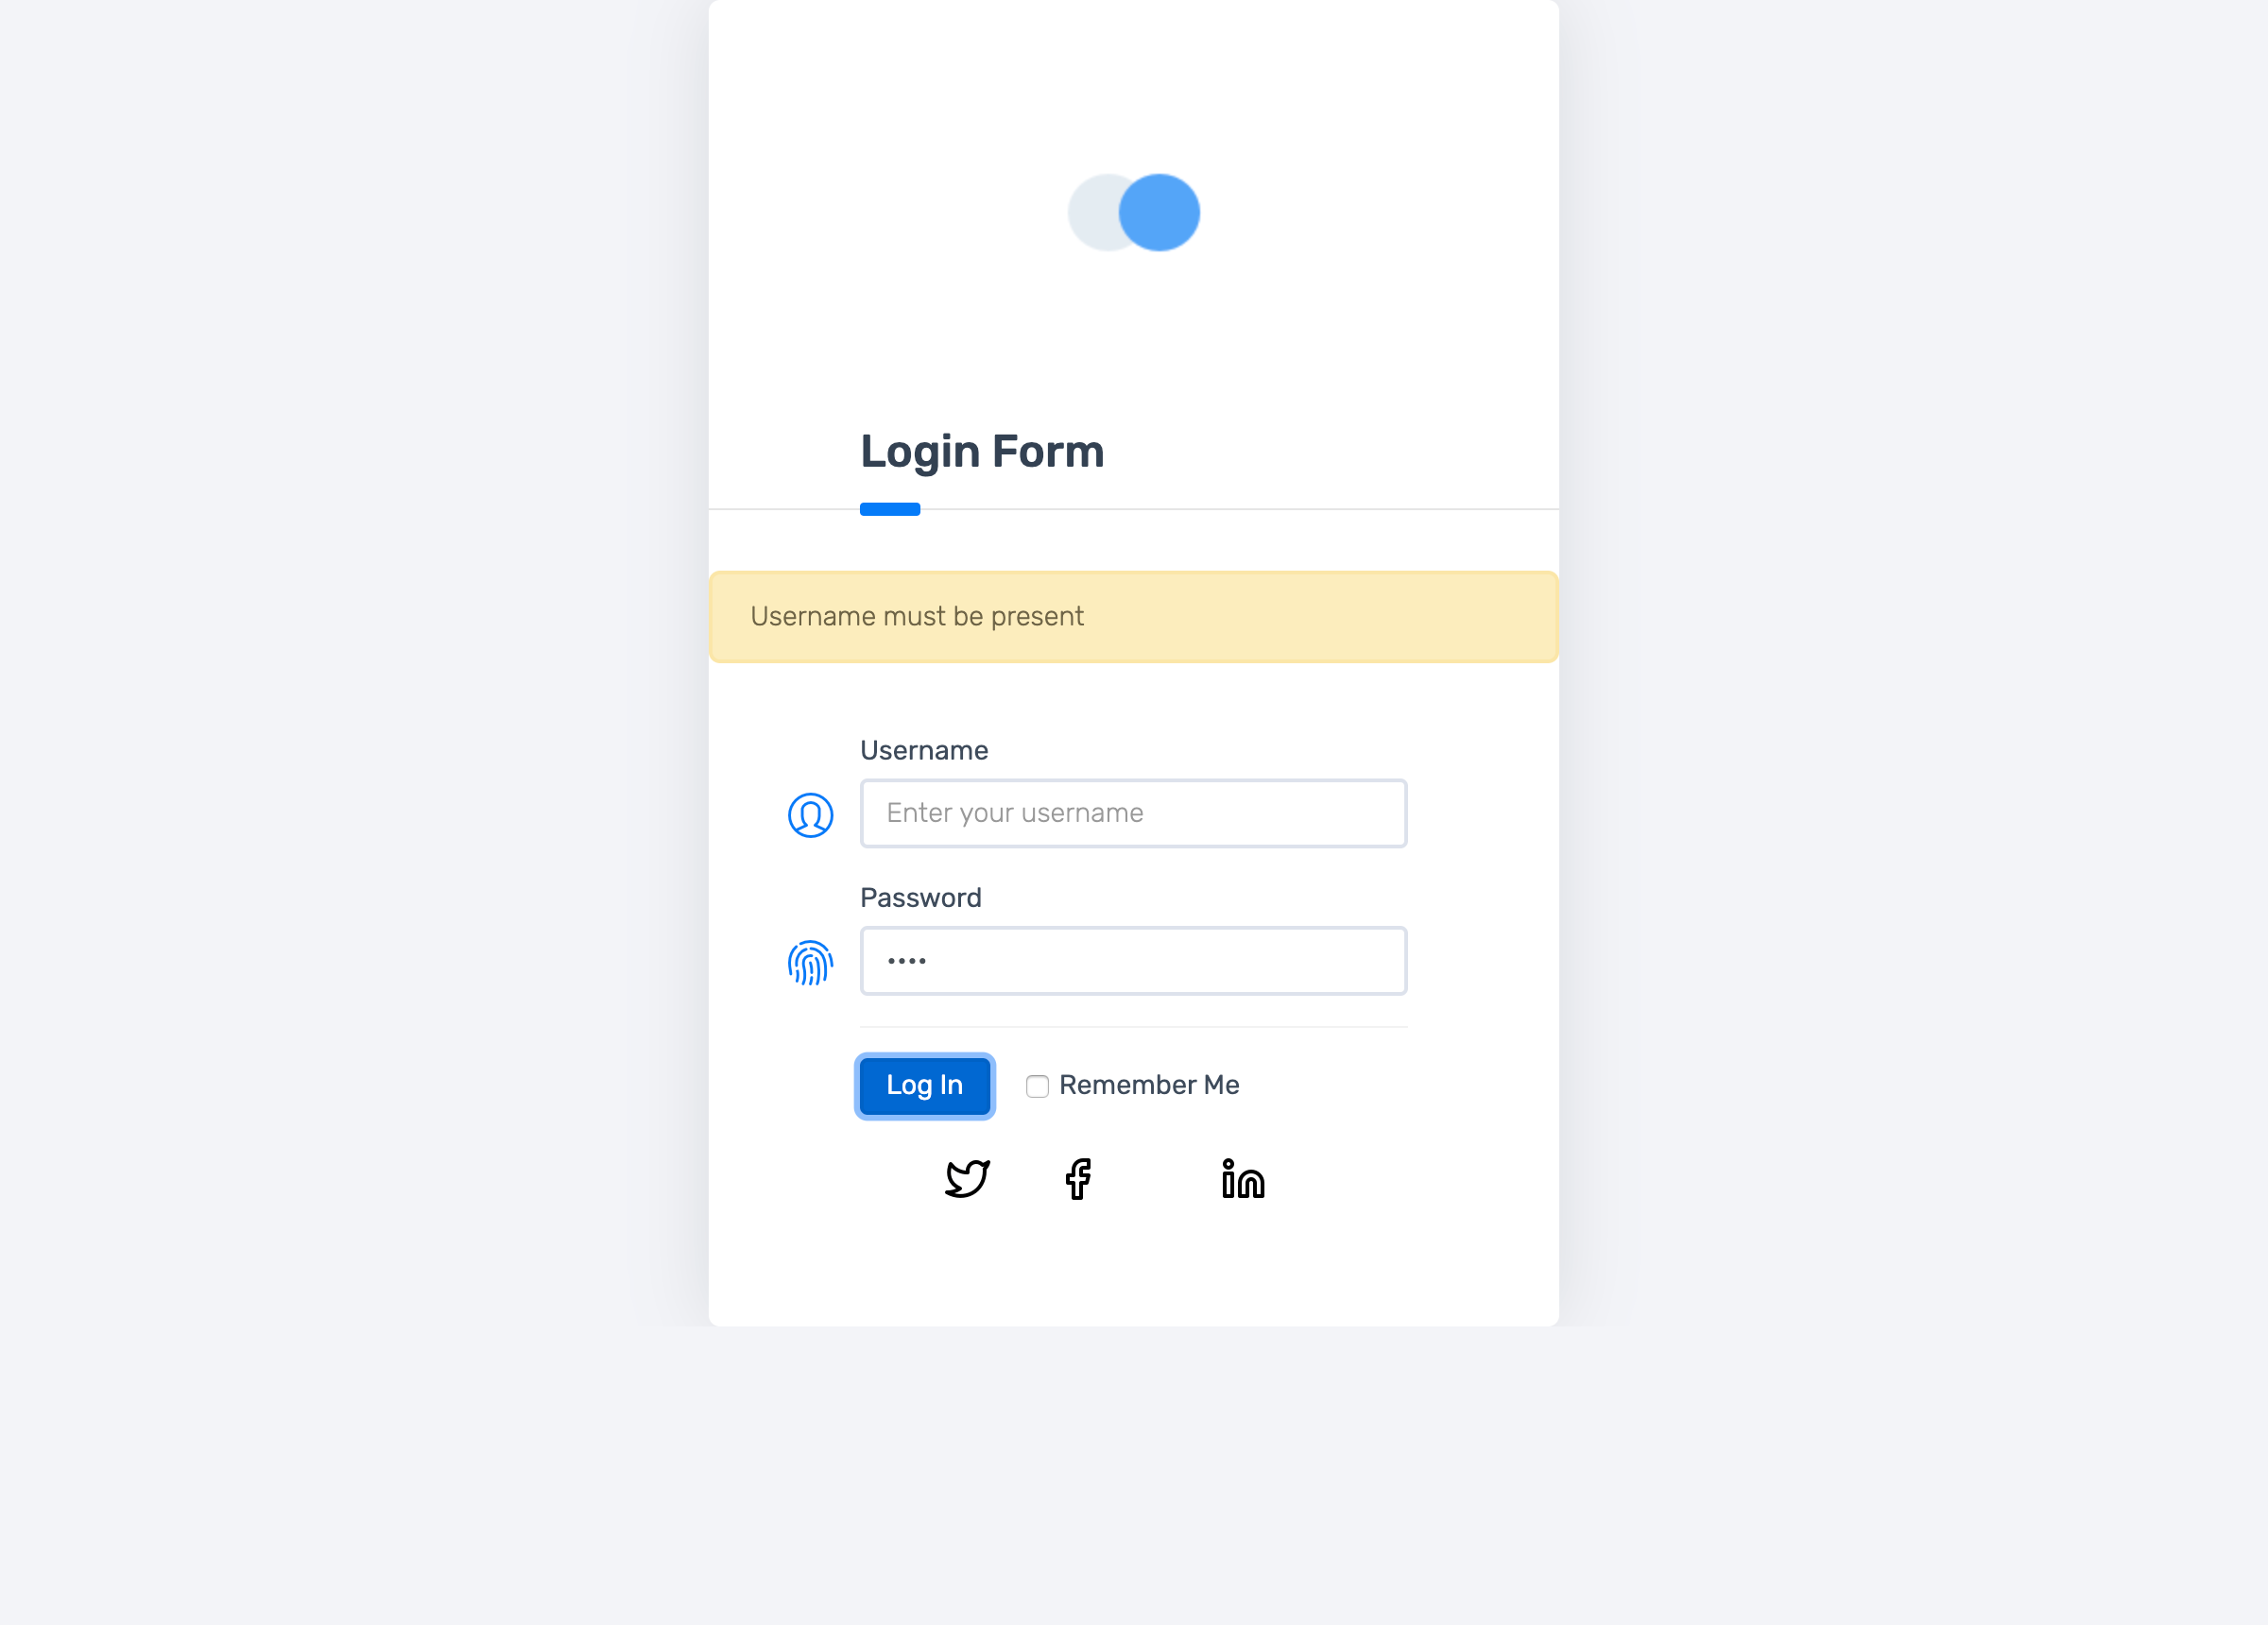 Login Form
Username must be present
Username
Enter your username
Password
••••
Log In
Remember Me